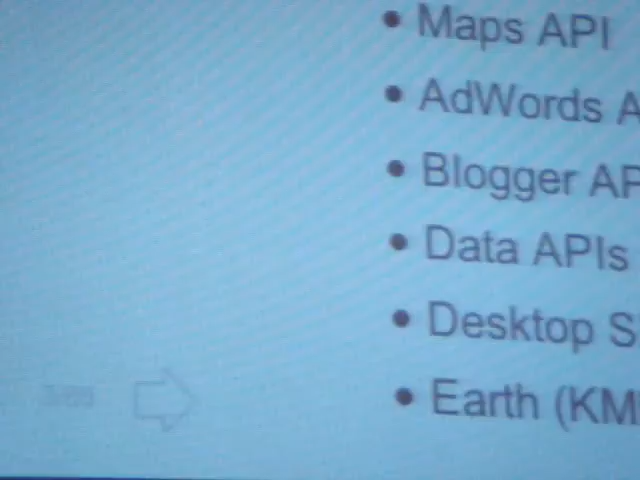 • Maps API
• AdWords A
• Blogger AP
• Data APIs
• Desktop S
• Earth (KM